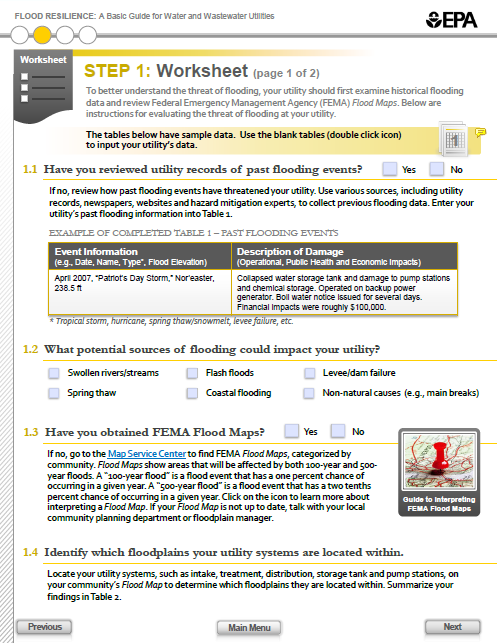 FLOOD RESILIENCE: A Basic Guide for Water and Wastewater Utilities
EPA
Worksheet
STEP 1: Worksheet (page 1 of 2)
To better understand the threat of flooding, your utility should first examine historical flooding
data and review Federal Emergency Management Agency (FEMA) Flood Maps. Below are
instructions for evaluating the threat of flooding at your utility.
The tables below have sample data. Use the blank tables (double click icon)
to input your utility's data.
1
1.1 Have you reviewed utility records of past flooding events? Yes No
If no, review how past flooding events have threatened your utility. Use various sources, including utility
records, newspapers, websites and hazard mitigation experts, to collect previous flooding data. Enter your
utility's past flooding information into Table 1.
EXAMPLE OF COMPLETED TABLE 1 – PAST FLOODING EVENTS
Event Information Description of Damage
(e.g., Date, Name, Type*, Flood Elevation) (Operational, Public Health and Economic Impacts)
April 2007, "Patriot's Day Storm," Nor'easter, Collapsed water storage tank and damage to pump stations
238.5 ft and chemical storage. Operated on backup power
generator. Boil water notice issued for several days.
Financial impacts were roughly $100,000.
* Tropical storm, hurricane, spring thaw/snowmelt, levee failure, etc.
1.2 What potential sources of flooding could impact your utility?
Swollen rivers/streams Flash floods Levee/dam failure
Spring thaw Coastal flooding Non-natural causes (e.g., main breaks)
1.3 Have you obtained FEMA Flood Maps? Yes No
If no, go to the Map Service Center to find FEMA Flood Maps, categorized by
community. Flood Maps show areas that will be affected by both 100-year and 500-
year floods. A "100-year flood" is a flood event that has a one percent chance of
occurring in a given year. A "500-year flood" is a flood event that has a two tenths
percent chance of occurring in a given year. Click on the icon to learn more about
interpreting a Flood Map. If your Flood Map is not up to date, talk with your local
community planning department or floodplain manager.
Guide to Interpreting
FEMA Flood Maps
1.4 Identify which floodplains your utility systems are located within.
Locate your utility systems, such as intake, treatment, distribution, storage tank and pump stations, on
your community's Flood Map to determine which floodplains they are located within. Summarize your
findings in Table 2.
Previous Main Menu Next